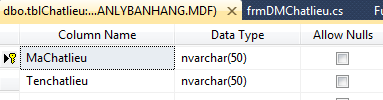 dbo.tblChatlieu:...ANLYBANHANG.MDF) frmDMChatlieu.cs F
Column Name Data Type Allow Nulls
MaChatlieu nvarchar(50)
Tenchatlieu nvarchar(50)